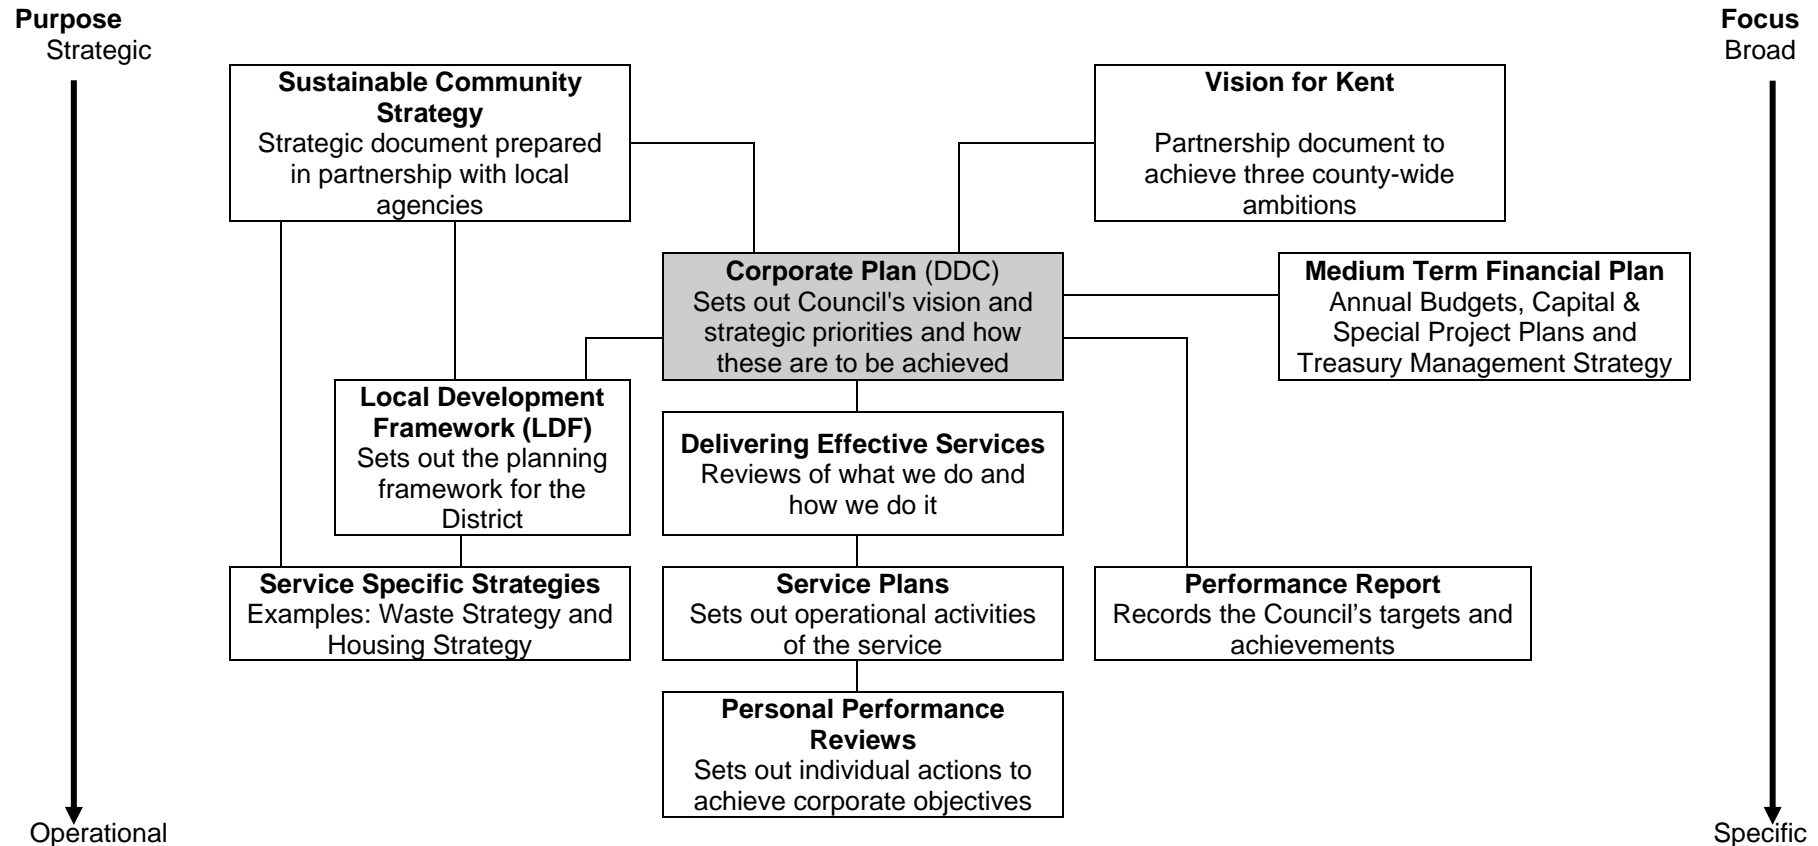 Purpose
Strategic
Focus
Broad
Sustainable Community
Strategy
Strategic document prepared
in partnership with local
agencies
Vision for Kent
Partnership document to
achieve three county-wide
ambitions
Corporate Plan (DDC)
Sets out Council's vision and
strategic priorities and how
these are to be achieved
Medium Term Financial Plan
Annual Budgets, Capital &
Special Project Plans and
Treasury Management Strategy
Local Development
Framework (LDF)
Sets out the planning
framework for the
District
Delivering Effective Services
Reviews of what we do and
how we do it
Service Specific Strategies
Examples: Waste Strategy and
Housing Strategy
Service Plans
Sets out operational activities
of the service
Performance Report
Records the Council’s targets and
achievements
Personal Performance
Reviews
Sets out individual actions to
achieve corporate objectives
Operational
Specific